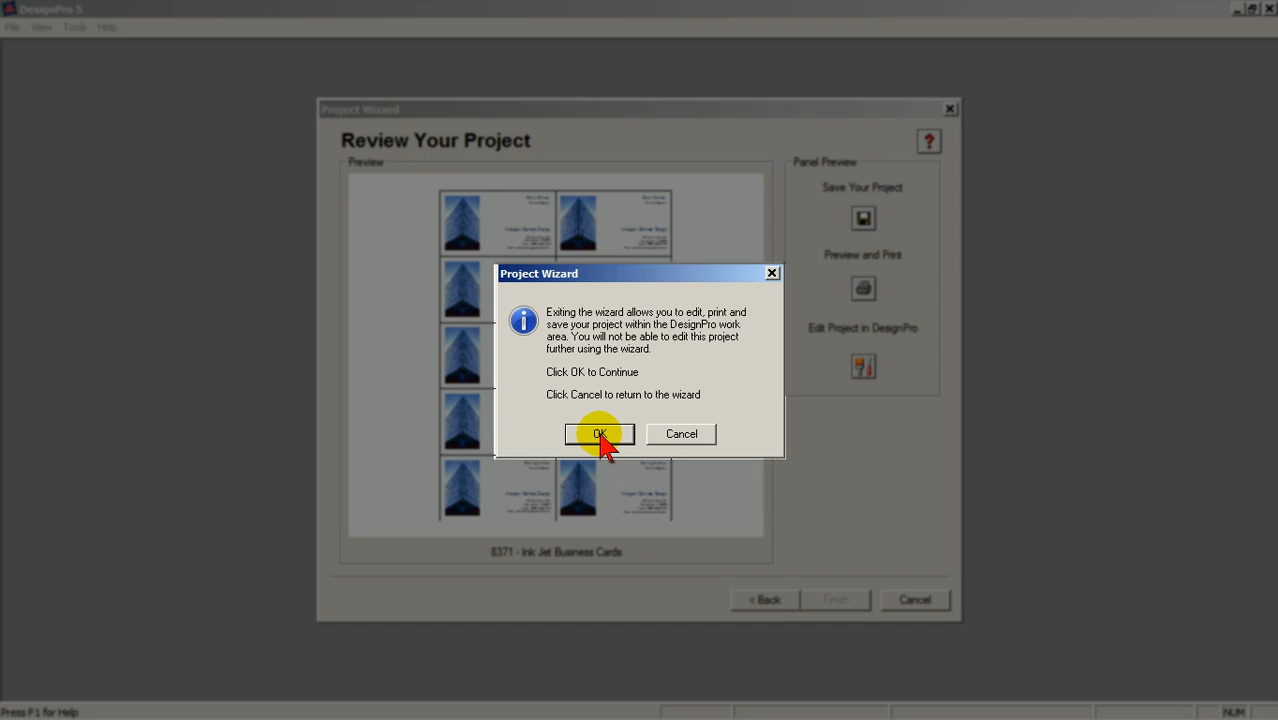 DesignPro 5
File View Tools Help
Project Wizard
Review Your Project
?
Preview
Panel Preview
Save Your Project
Preview and Print
Edit Project in DesignPro
Project Wizard
Exiting the wizard allows you to edit, print and
save your project within the DesignPro work
area. You will not be able to edit this project
further using the wizard.
Click OK to Continue
Click Cancel to return to the wizard
OK Cancel
8371 - Ink Jet Business Cards
< Back Finish Cancel
Press F1 for Help
NUM